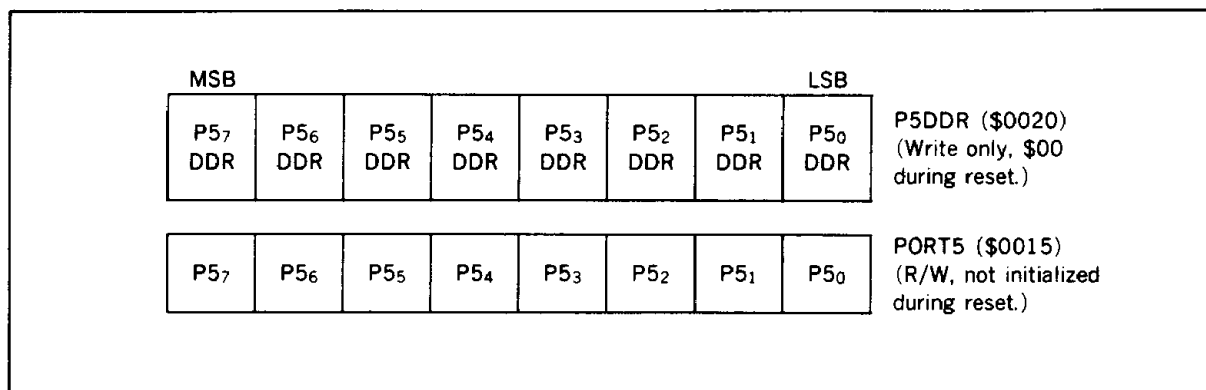 MSB LSB
P5₇ P5₆ P5₅ P5₄ P5₃ P5₂ P5₁ P5₀
DDR DDR DDR DDR DDR DDR DDR DDR
P5DDR ($0020)
(Write only, $00
during reset.)
P5₇ P5₆ P5₅ P5₄ P5₃ P5₂ P5₁ P5₀
PORT5 ($0015)
(R/W, not initialized
during reset.)